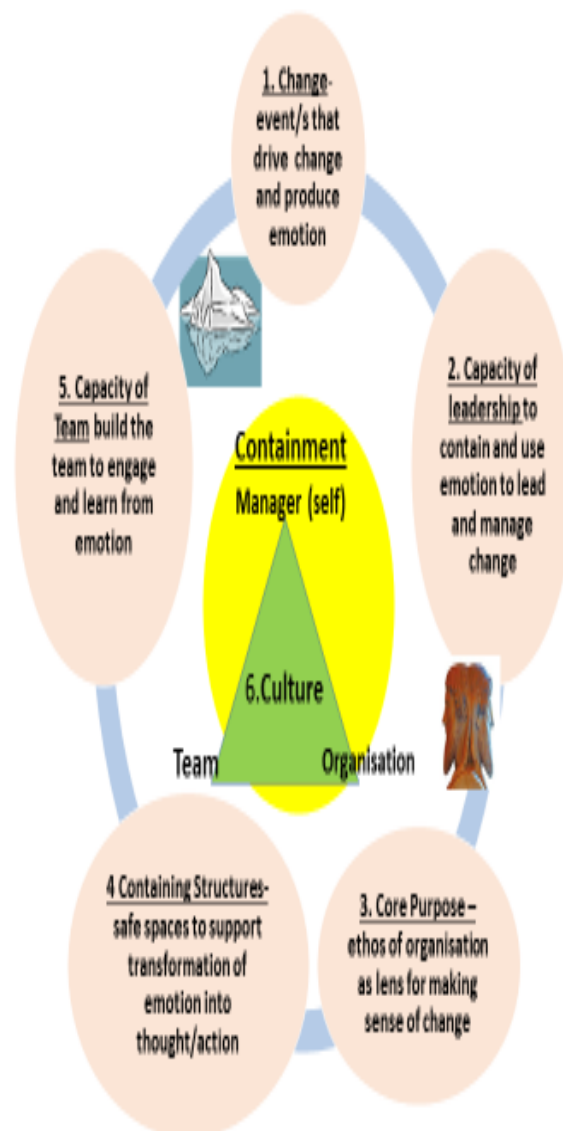 1. Change-
event/s that
drive change
and produce
emotion
2. Capacity of
leadership to
contain and use
emotion to lead
and manage
change
3. Core Purpose –
ethos of organisation
as lens for making
sense of change
4 Containing Structures-
safe spaces to support
transformation of
emotion into
thought/action
5. Capacity of
Team build the
team to engage
and learn from
emotion
Containment
Manager (self)
6.Culture
Team
Organisation